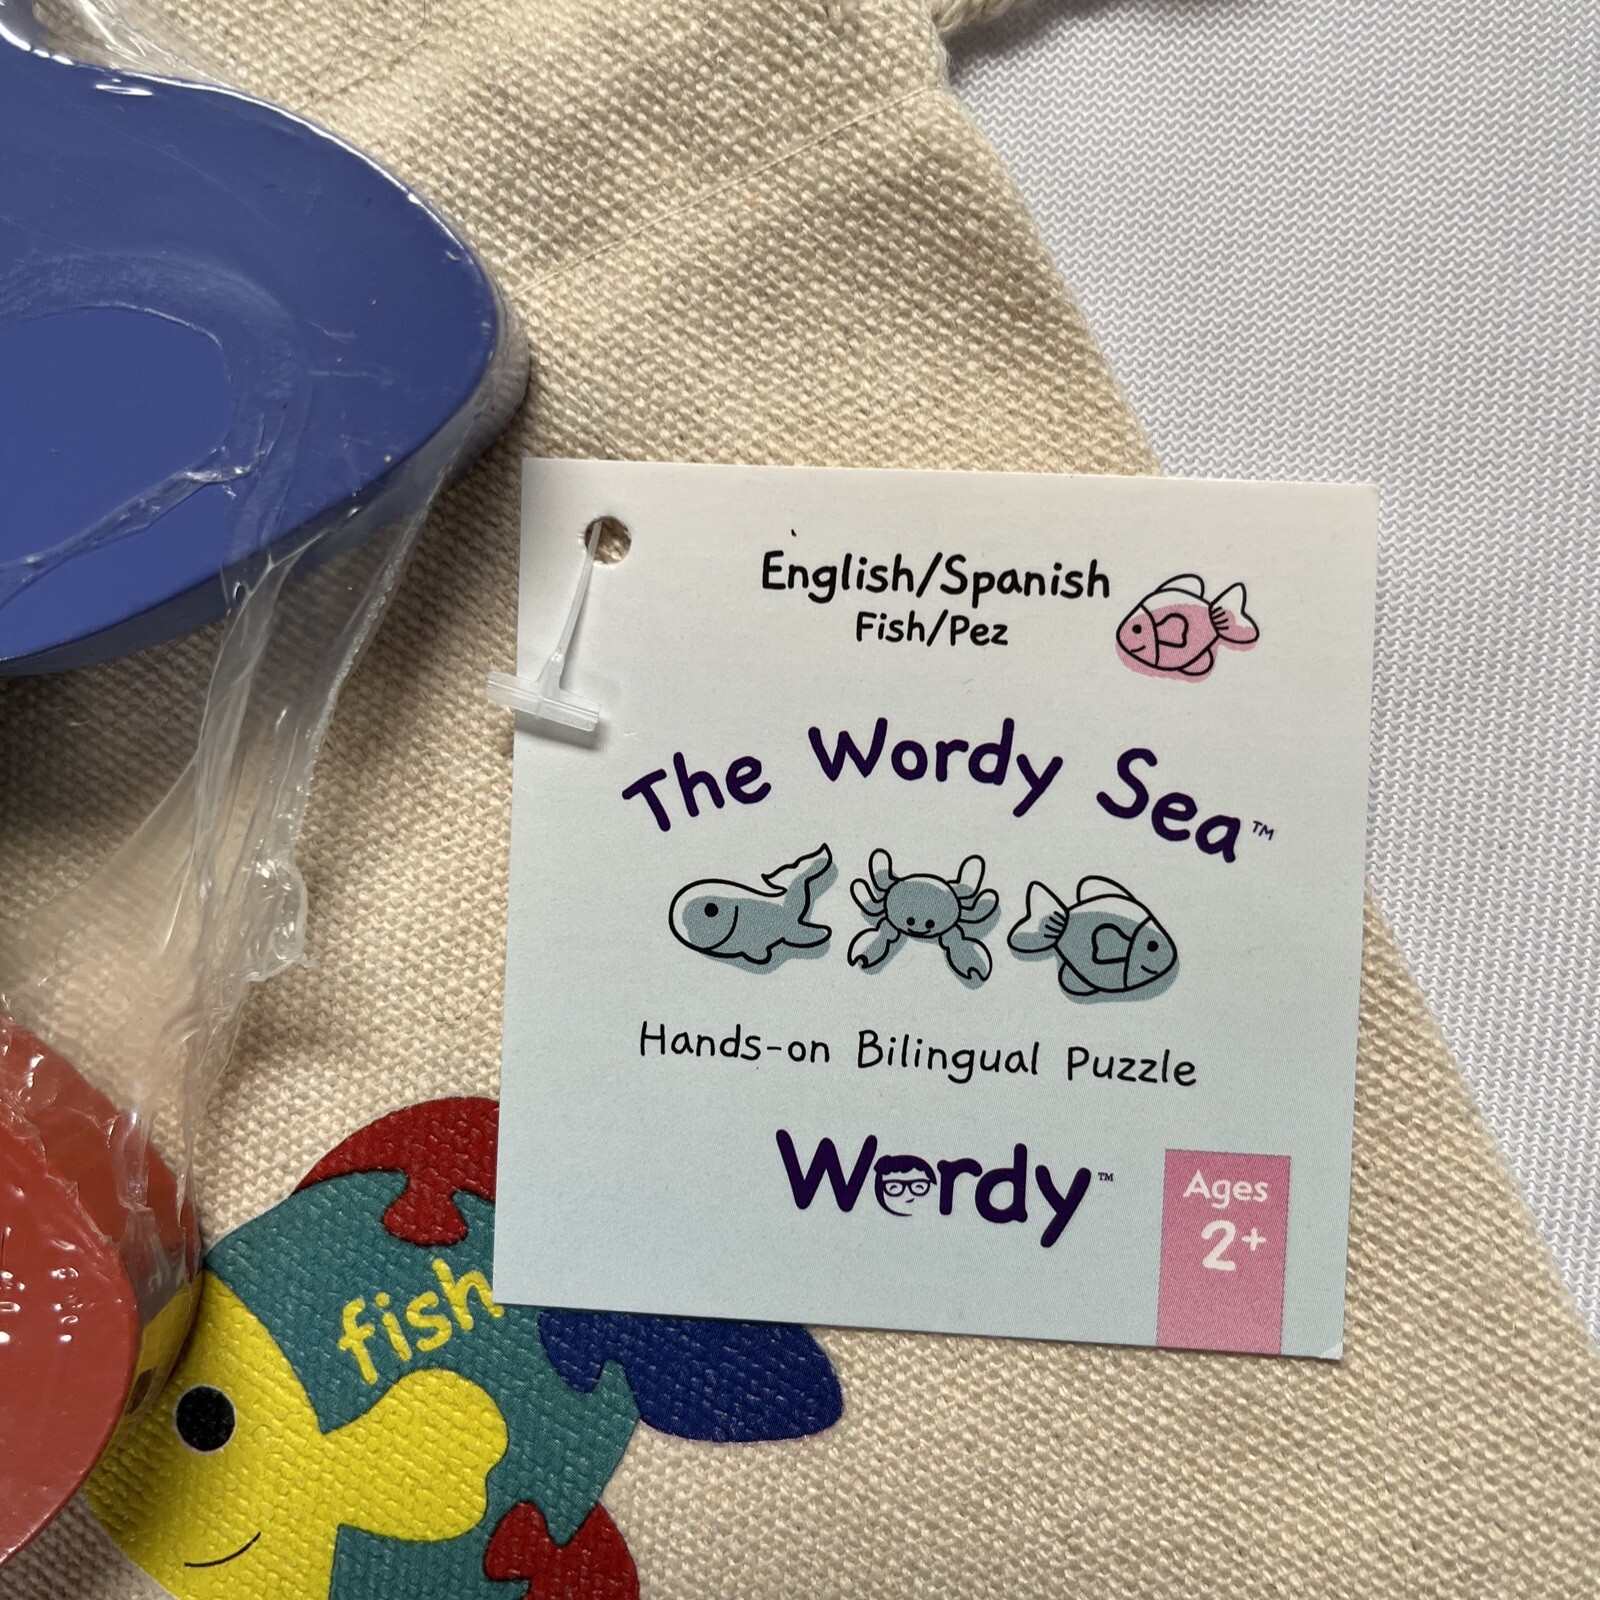 English/Spanish
Fish/Pez
The Wordy Sea™
Hands-on Bilingual Puzzle
Wordy™
Ages
2+
fish